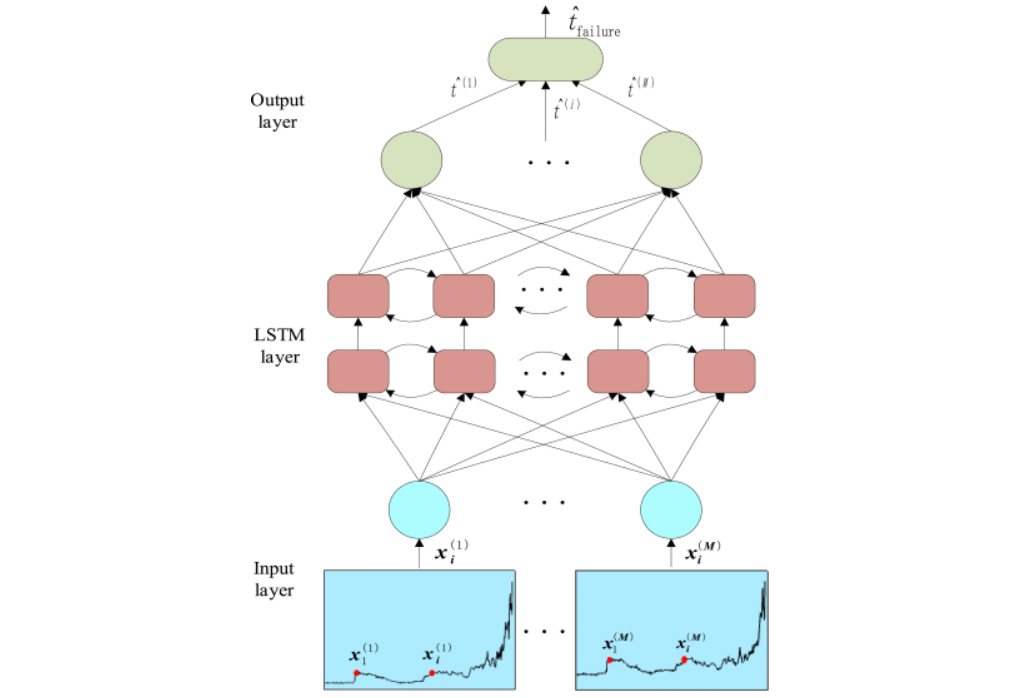 t̂failure
t̂(1)
t̂(i)
t̂(M)
Output
layer
. . .
. . .
LSTM
layer
. . .
. . .
xi(1)
xi(M)
Input
layer
. . .
x1(1)
xi(1)
x1(M)
xi(M)